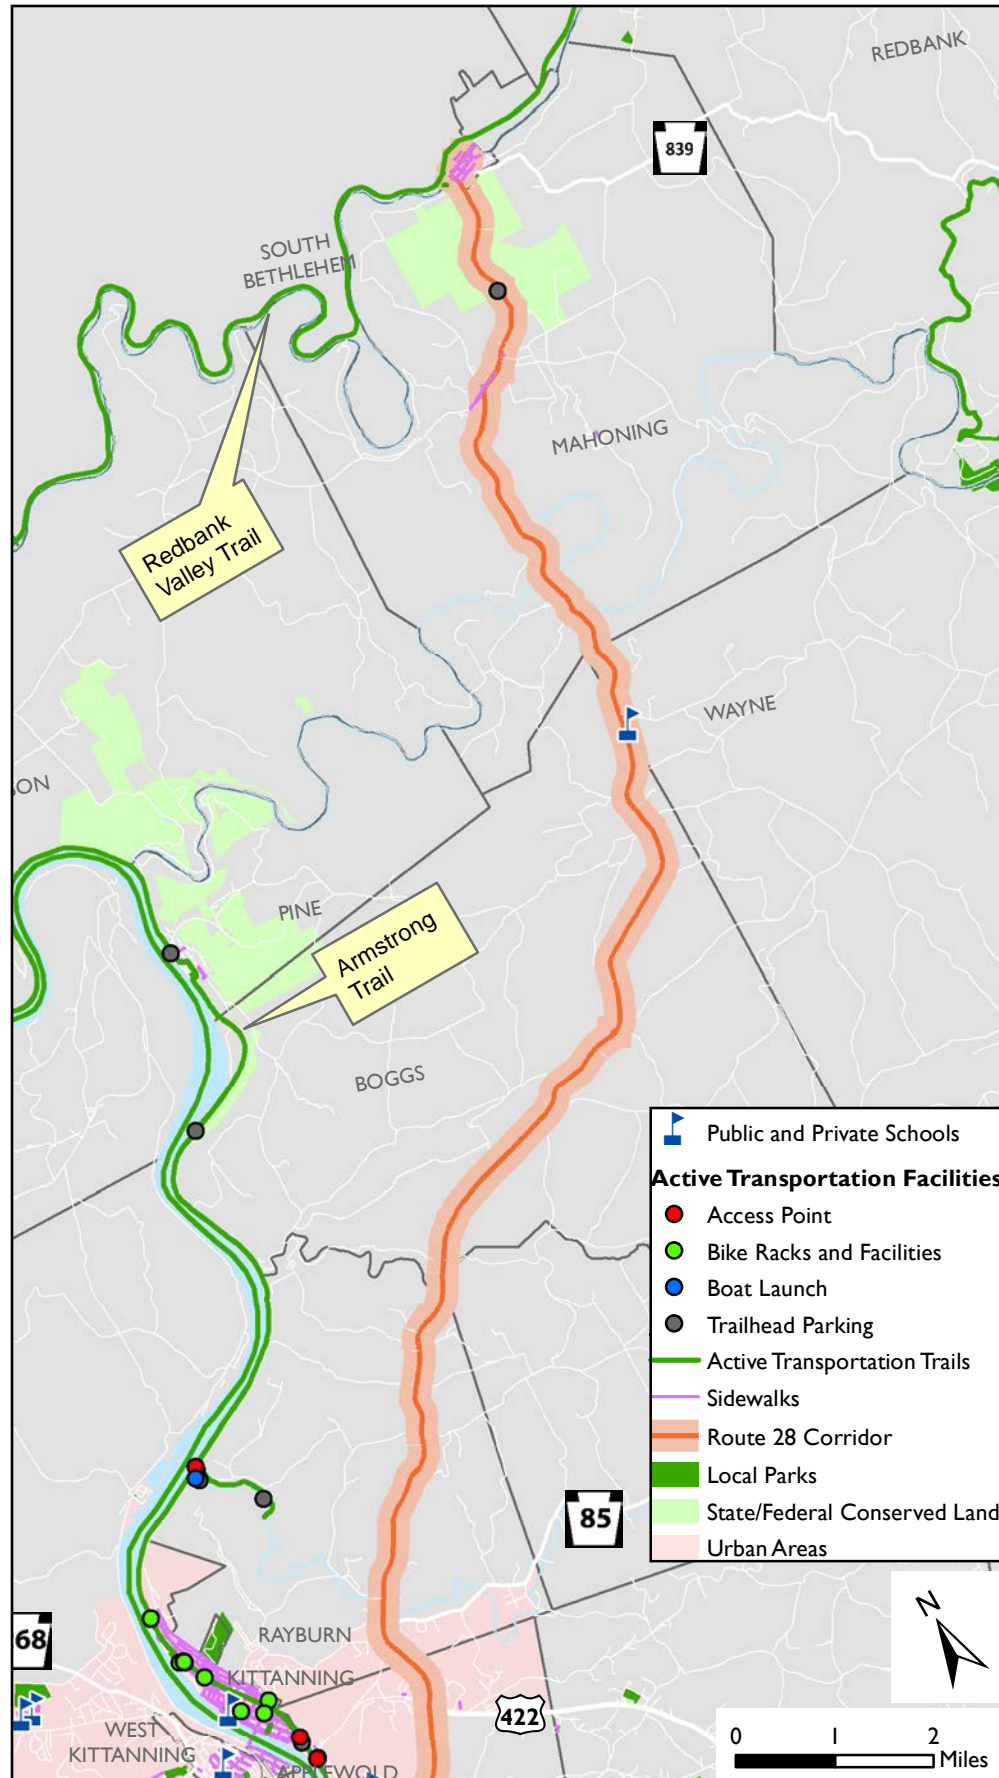 REDBANK
839
SOUTH
BETHLEHEM
MAHONING
Redbank
Valley Trail
WAYNE
PINE
Armstrong
Trail
BOGGS
Public and Private Schools
Active Transportation Facilities
Access Point
Bike Racks and Facilities
Boat Launch
Trailhead Parking
Active Transportation Trails
Sidewalks
Route 28 Corridor
Local Parks
State/Federal Conserved Land
Urban Areas
85
N
68
RAYBURN
KITTANNING
422
WEST
KITTANNING
APPLEWOLD
0 1 2
Miles